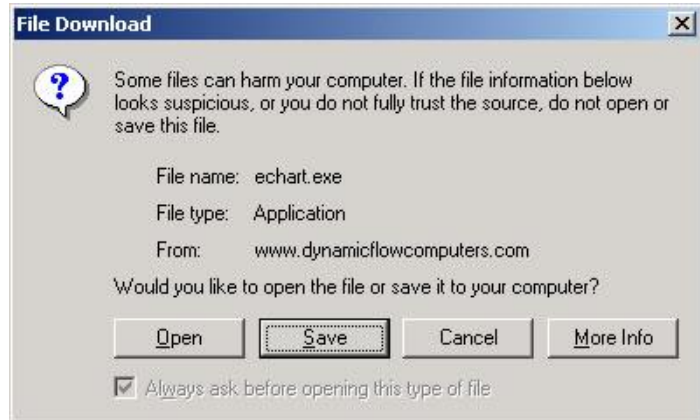 File Download
Some files can harm your computer. If the file information below
looks suspicious, or you do not fully trust the source, do not open or
save this file.
File name: echart.exe
File type: Application
From: www.dynamicflowcomputers.com
Would you like to open the file or save it to your computer?
Open Save Cancel More Info
Always ask before opening this type of file